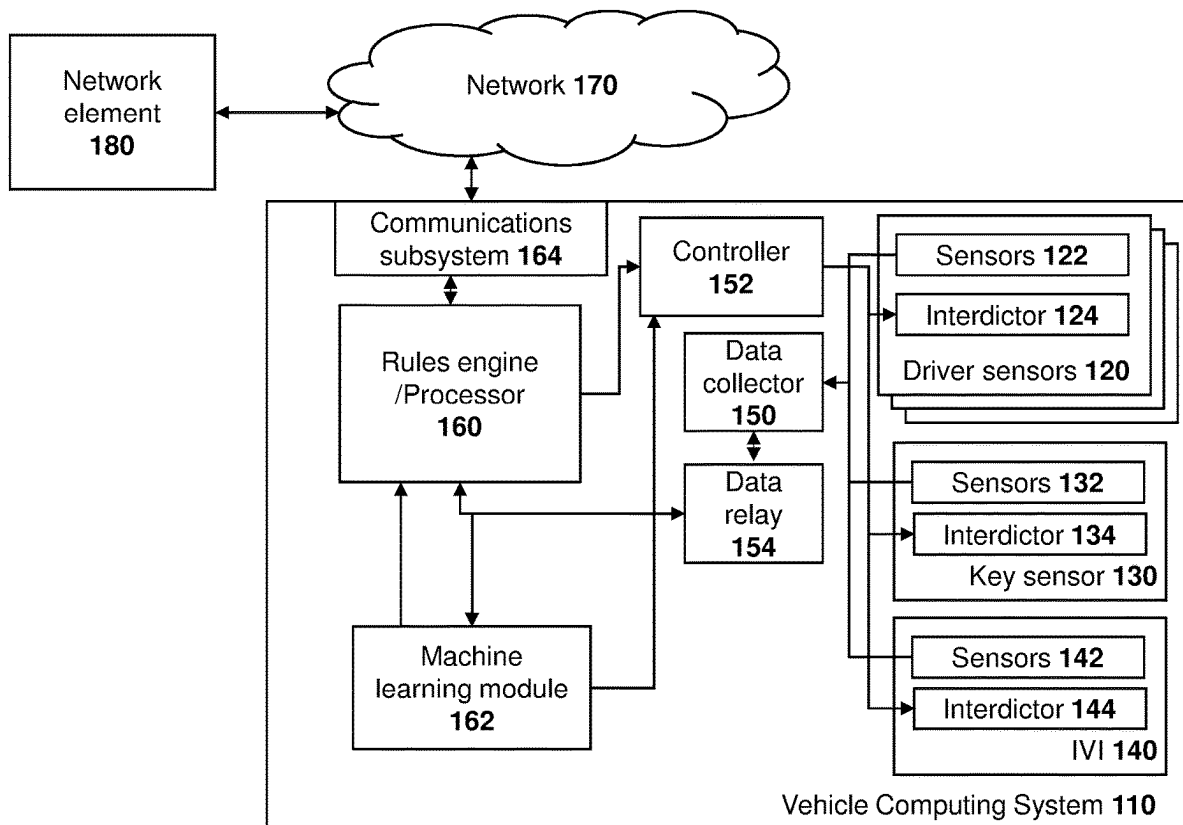 Network
element
180
Network 170
Communications
subsystem 164
Rules engine
/Processor
160
Machine
learning module
162
Controller
152
Data
collector
150
Data
relay
154
Sensors 122
Interdictor 124
Driver sensors 120
Sensors 132
Interdictor 134
Key sensor 130
Sensors 142
Interdictor 144
IVI 140
Vehicle Computing System 110